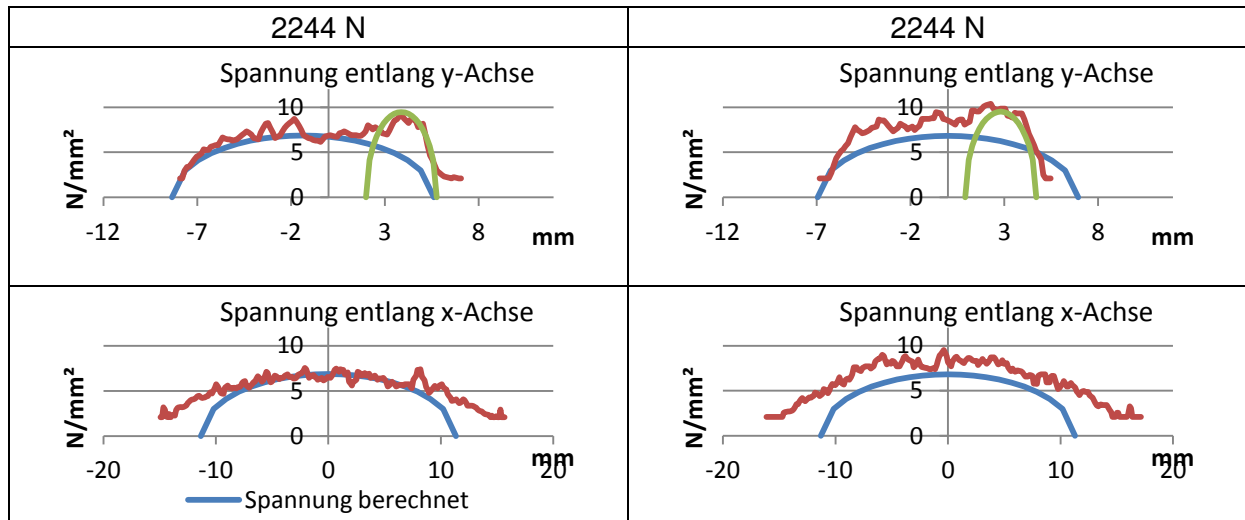 2244 N
2244 N
Spannung entlang y-Achse
N/mm²
10
5
0
-12 -7 -2 3 8
mm
Spannung entlang y-Achse
N/mm²
10
5
0
-12 -7 -2 3 8
mm
Spannung entlang x-Achse
N/mm²
10
5
0
-20 -10 0 10 20
mm
Spannung berechnet
Spannung entlang x-Achse
N/mm²
10
5
0
-20 -10 0 10 20
mm